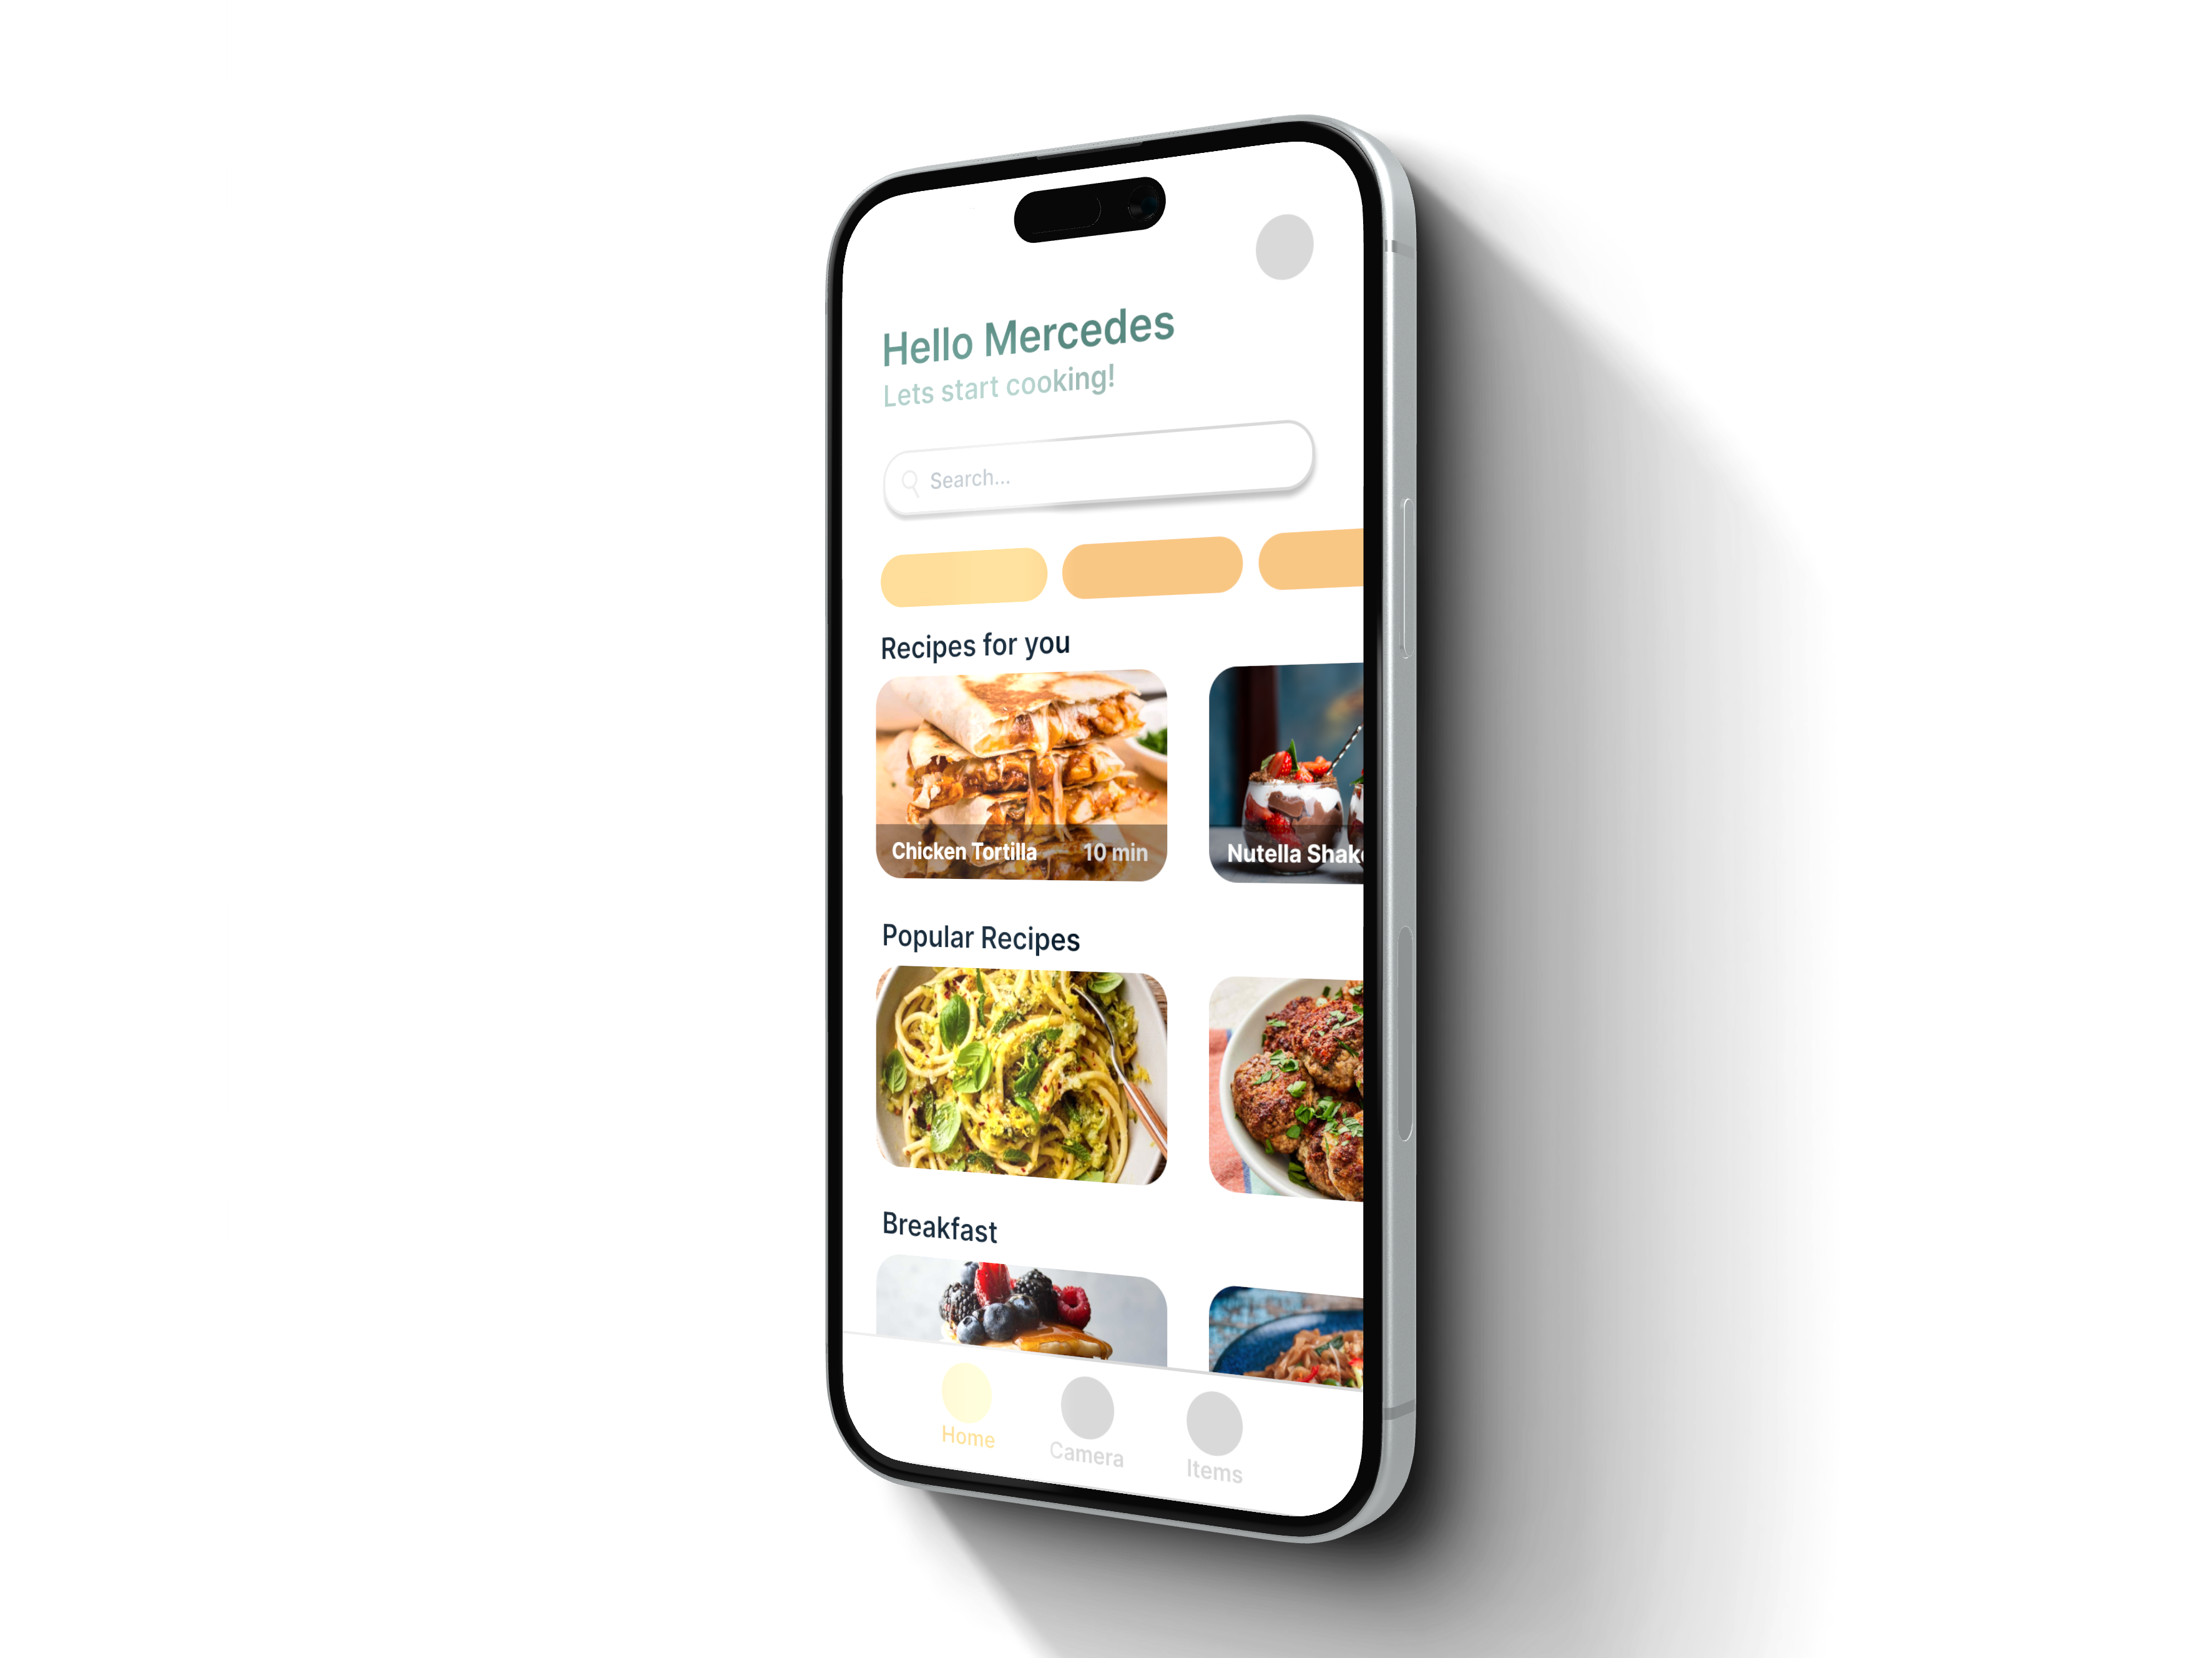 Hello Mercedes
Lets start cooking!
Search...
Recipes for you
Chicken Tortilla 10 min
Nutella Shak
Popular Recipes
Breakfast
Home
Camera
Items